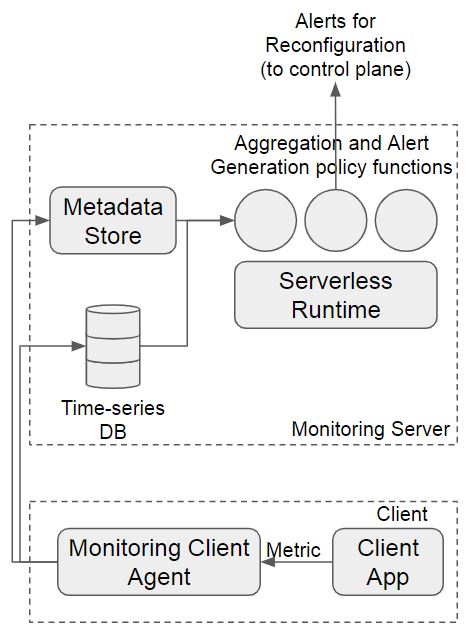 Alerts for
Reconfiguration
(to control plane)
Aggregation and Alert
Generation policy functions
Metadata
Store
Serverless
Runtime
Time-series
DB
Monitoring Server
Client
Monitoring Client
Agent
Metric
Client
App